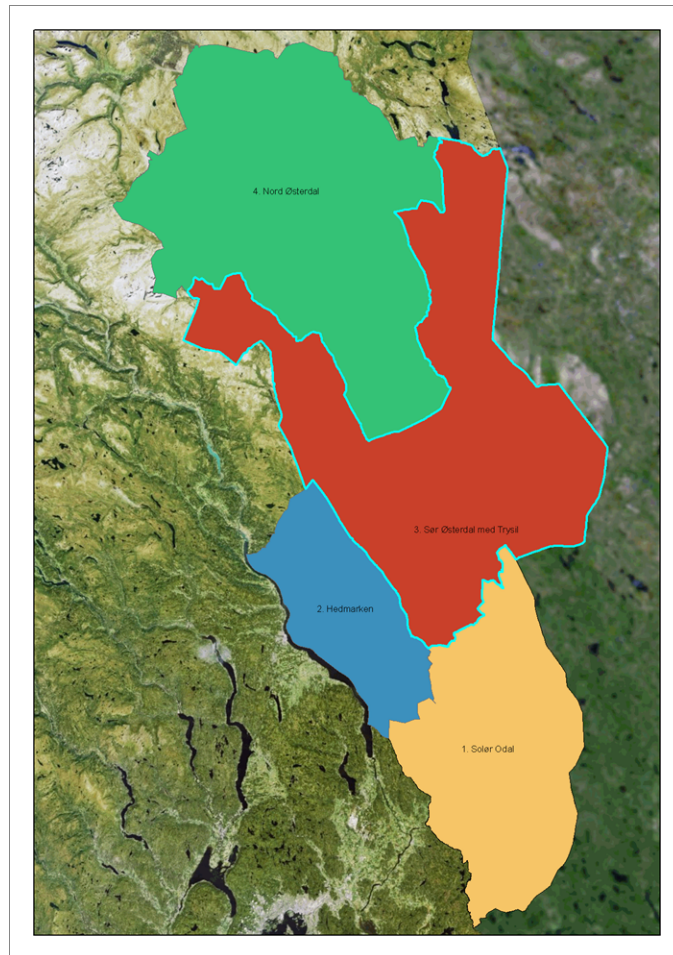 4. Nord Østerdal
3. Sør Østerdal med Trysil
2. Hedmarken
1. Solør Odal